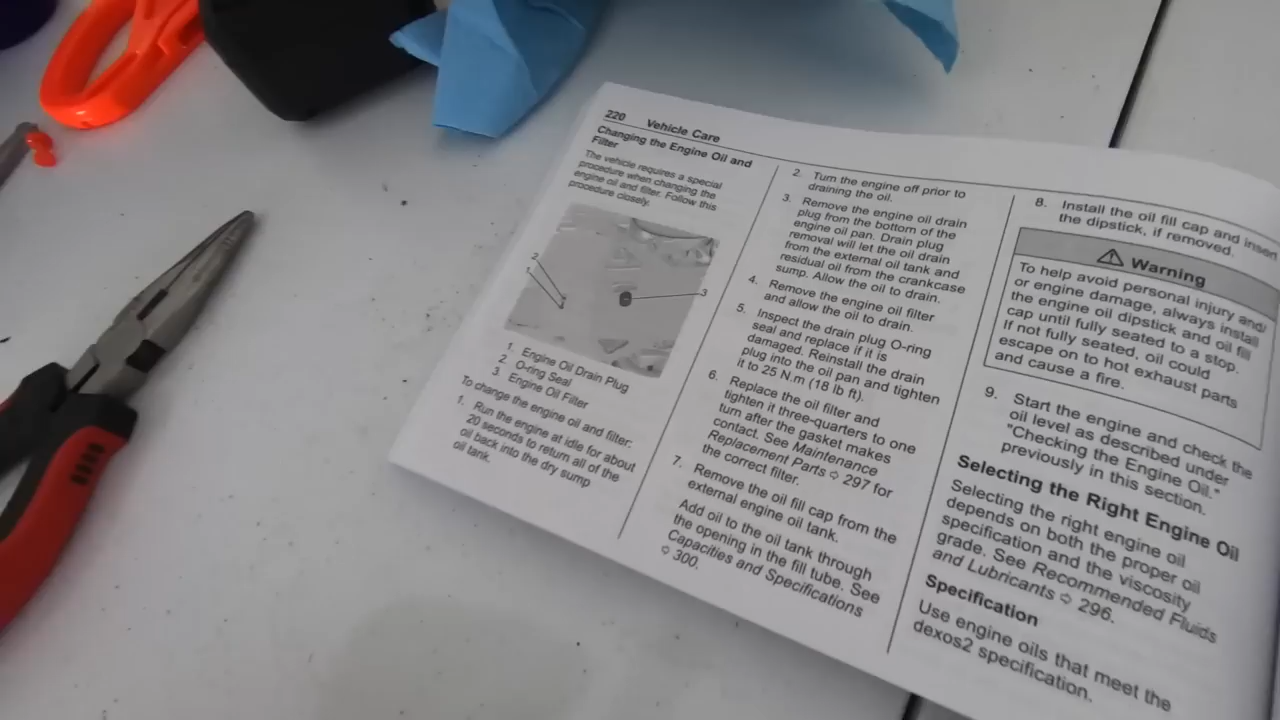 220 Vehicle Care
Changing the Engine Oil and
Filter
The vehicle requires a special
procedure when changing the
engine oil and filter. Follow this
procedure closely.
2
1
3
1. Engine Oil Drain Plug
2. O-ring Seal
3. Engine Oil Filter
To change the engine oil and filter:
1. Run the engine at idle for about
20 seconds to return all of the
oil back into the dry sump
oil tank.
2. Turn the engine off prior to
draining the oil.
3. Remove the engine oil drain
plug from the bottom of the
engine oil pan. Drain plug
removal will let the oil drain
from the external oil tank and
residual oil from the crankcase
sump. Allow the oil to drain.
4. Remove the engine oil filter
and allow the oil to drain.
5. Inspect the drain plug O-ring
seal and replace if it is
damaged. Reinstall the drain
plug into the oil pan and tighten
it to 25 N.m (18 lb ft).
6. Replace the oil filter and
tighten it three-quarters to one
turn after the gasket makes
contact. See Maintenance
Replacement Parts ⇨ 297 for
the correct filter.
7. Remove the oil fill cap from the
external engine oil tank.
Add oil to the oil tank through
the opening in the fill tube. See
Capacities and Specifications
⇨ 300.
8. Install the oil fill cap and insert
the dipstick, if removed.
⚠ Warning
To help avoid personal injury and/
or engine damage, always install
the engine oil dipstick and oil fill
cap until fully seated to a stop.
If not fully seated, oil could
escape on to hot exhaust parts
and cause a fire.
9. Start the engine and check the
oil level as described under
"Checking the Engine Oil."
previously in this section.
Selecting the Right Engine Oil
Selecting the right engine oil
depends on both the proper oil
specification and the viscosity
grade. See Recommended Fluids
and Lubricants ⇨ 296.
Specification
Use engine oils that meet the
dexos2 specification.